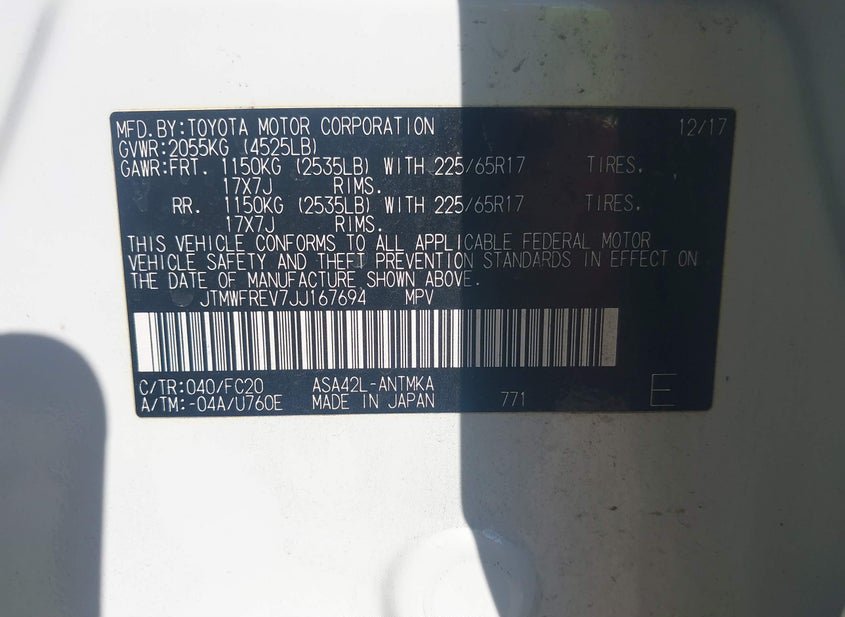 MFD.BY:TOYOTA MOTOR CORPORATION 12/17
GVWR:2055KG (4525LB)
GAWR:FRT. 1150KG (2535LB) WITH 225/65R17 TIRES,
17X7J RIMS.
RR. 1150KG (2535LB) WITH 225/65R17 TIRES,
17X7J RIMS.
THIS VEHICLE CONFORMS TO ALL APPLICABLE FEDERAL MOTOR
VEHICLE SAFETY AND THEFT PREVENTION STANDARDS IN EFFECT ON
THE DATE OF MANUFACTURE SHOWN ABOVE.
JTMWFREV7JJ167694 MPV
C/TR:040/FC20 ASA42L-ANTMKA
A/TM:-04A/U760E MADE IN JAPAN 771 E